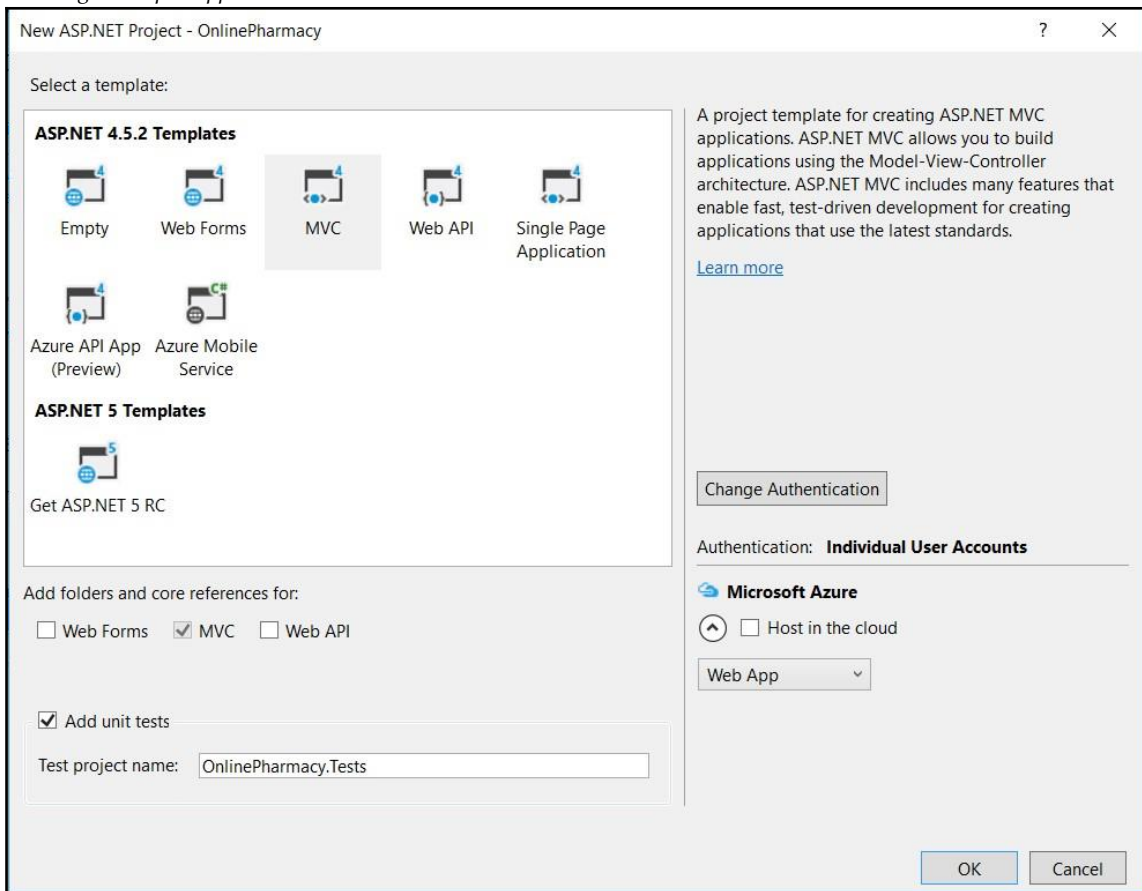 New ASP.NET Project - OnlinePharmacy
?
Select a template:
ASP.NET 4.5.2 Templates
4
4
4
4
4
Empty
Web Forms
MVC
Web API
Single Page
Application
4
C#
Azure API App
(Preview)
Azure Mobile
Service
ASP.NET 5 Templates
5
Get ASP.NET 5 RC
A project template for creating ASP.NET MVC
applications. ASP.NET MVC allows you to build
applications using the Model-View-Controller
architecture. ASP.NET MVC includes many features that
enable fast, test-driven development for creating
applications that use the latest standards.
Learn more
Change Authentication
Authentication: Individual User Accounts
Microsoft Azure
Host in the cloud
Web App
Add folders and core references for:
Web Forms MVC Web API
Add unit tests
Test project name: OnlinePharmacy.Tests
OK Cancel